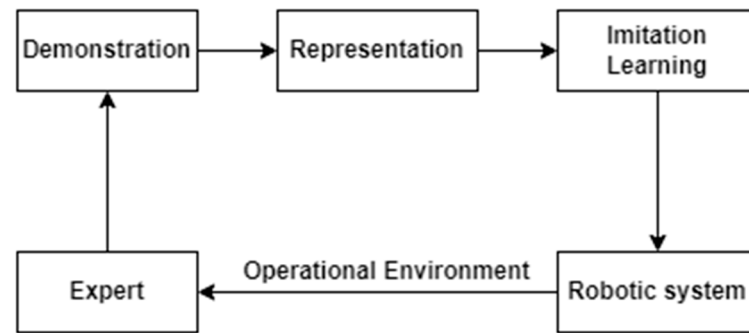 Demonstration
Representation
Imitation
Learning
Operational Environment
Expert
Robotic system